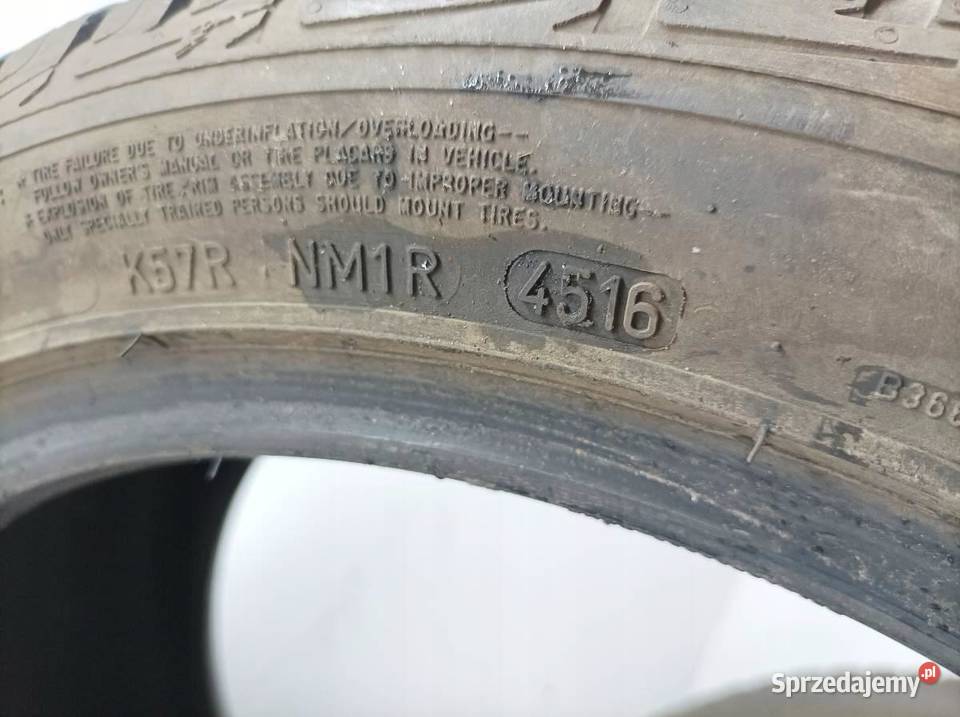 TIRE FAILURE DUE TO UNDERINFLATION/OVERLOADING--
FOLLOW OWNER'S MANUAL OR TIRE PLACARD IN VEHICLE.
EXPLOSION OF TIRE/RIM ASSEMBLY DUE TO IMPROPER MOUNTING--
ONLY SPECIALLY TRAINED PERSONS SHOULD MOUNT TIRES.
K57R NM1R 4516
B366
Sprzedajemy.pl